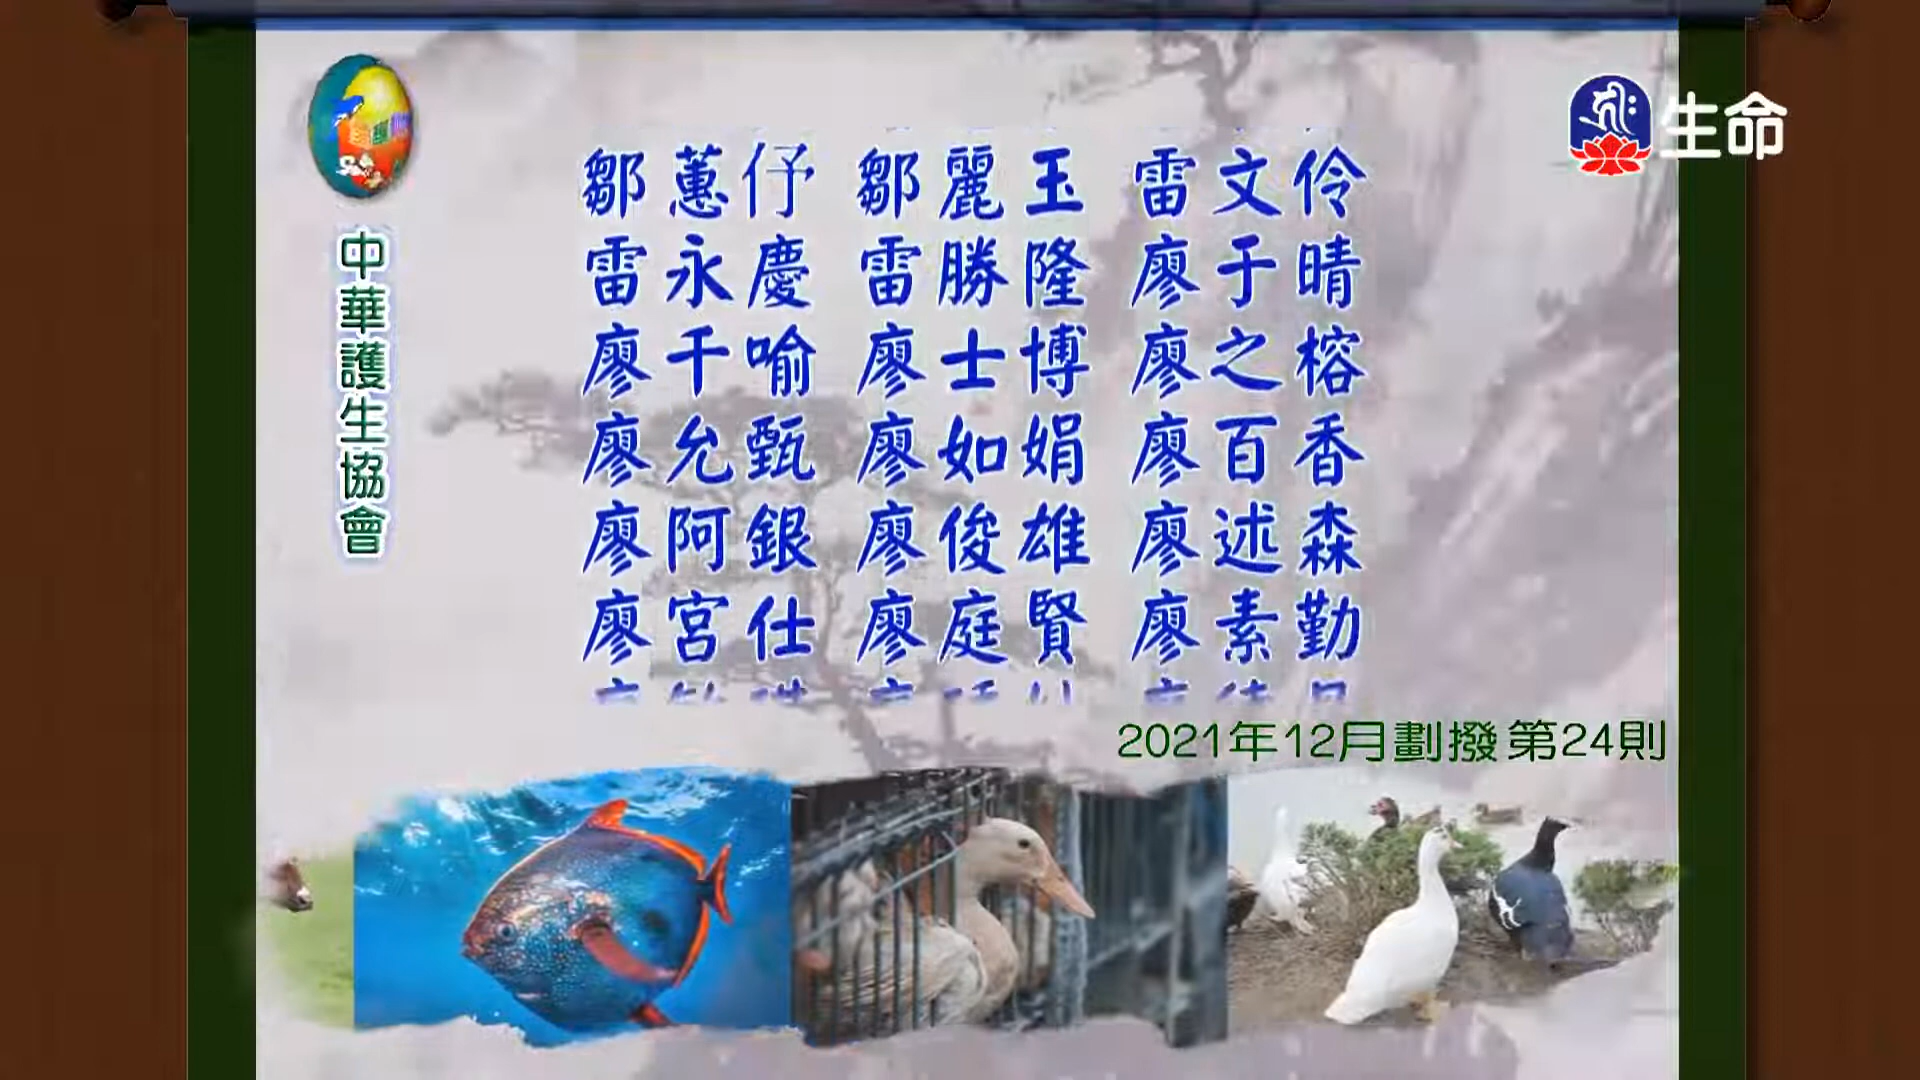 生命
中華護生協會
鄒蕙伃 鄒麗玉 雷文伶
雷永慶 雷勝隆 廖于晴
廖千喻 廖士博 廖之榕
廖允甄 廖如娟 廖百香
廖阿銀 廖俊雄 廖述森
廖宮仕 廖庭賢 廖素勤
2021年12月劃撥第24則